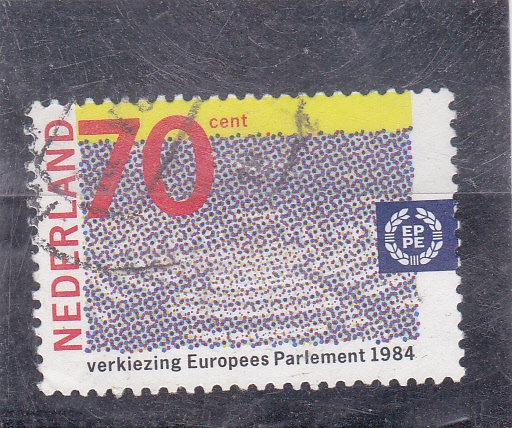 NEDERLAND
70 cent
EP
PE
verkiezing Europees Parlement 1984